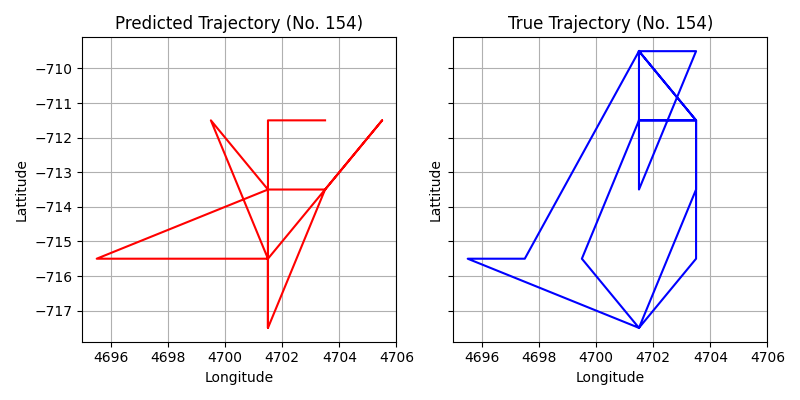 Predicted Trajectory (No. 154)
True Trajectory (No. 154)
−710
−711
−712
−713
−714
−715
−716
−717
Lattitude
Lattitude
4696 4698 4700 4702 4704 4706
4696 4698 4700 4702 4704 4706
Longitude
Longitude